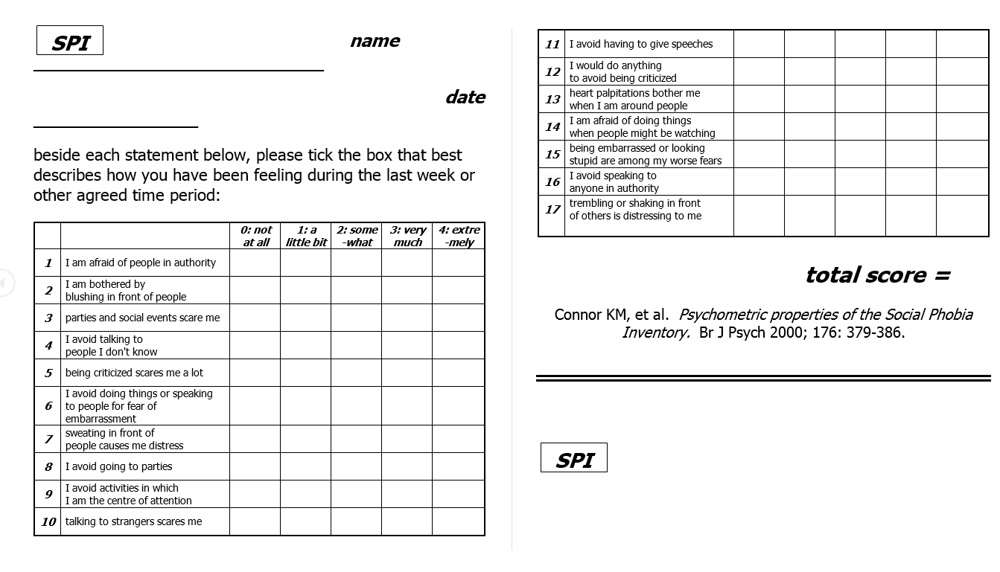 SPI
name
date
beside each statement below, please tick the box that best
describes how you have been feeling during the last week or
other agreed time period:
0: not at all 1: a little bit 2: some-what 3: very much 4: extre-mely
1 I am afraid of people in authority
2 I am bothered by
blushing in front of people
3 parties and social events scare me
4 I avoid talking to
people I don't know
5 being criticized scares me a lot
6 I avoid doing things or speaking
to people for fear of
embarrassment
7 sweating in front of
people causes me distress
8 I avoid going to parties
9 I avoid activities in which
I am the centre of attention
10 talking to strangers scares me
11 I avoid having to give speeches
12 I would do anything
to avoid being criticized
13 heart palpitations bother me
when I am around people
14 I am afraid of doing things
when people might be watching
15 being embarrassed or looking
stupid are among my worse fears
16 I avoid speaking to
anyone in authority
17 trembling or shaking in front
of others is distressing to me
total score =
Connor KM, et al. Psychometric properties of the Social Phobia
Inventory. Br J Psych 2000; 176: 379-386.
SPI